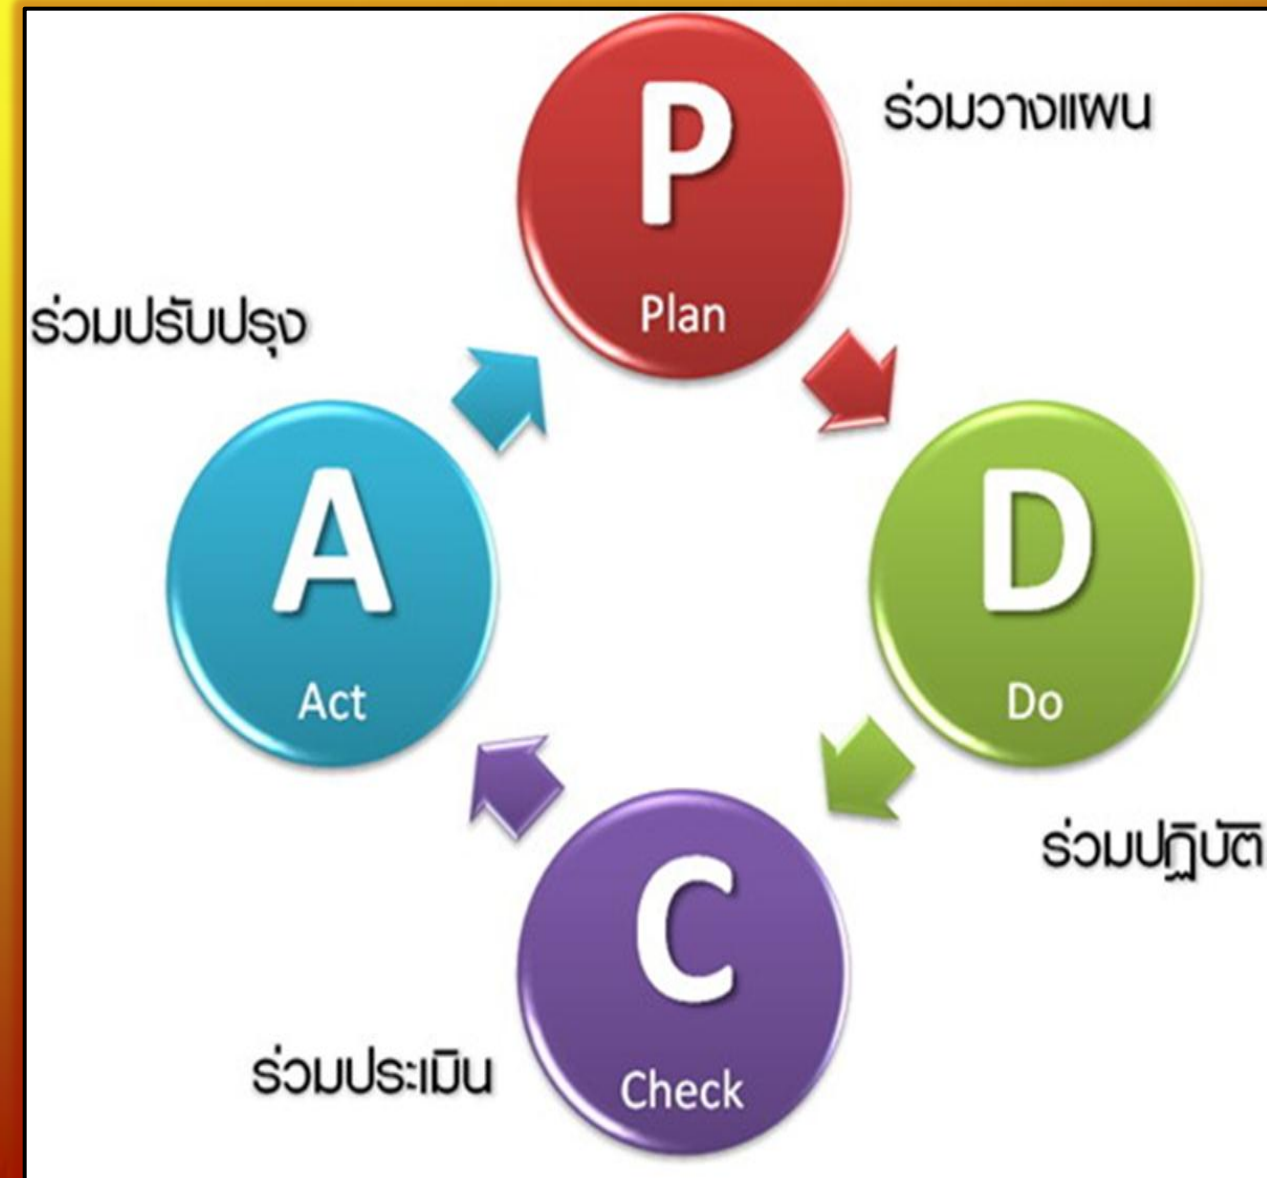 P
Plan
ร่วมวางแผน
D
Do
ร่วมปฏิบัติ
C
Check
ร่วมประเมิน
A
Act
ร่วมปรับปรุง